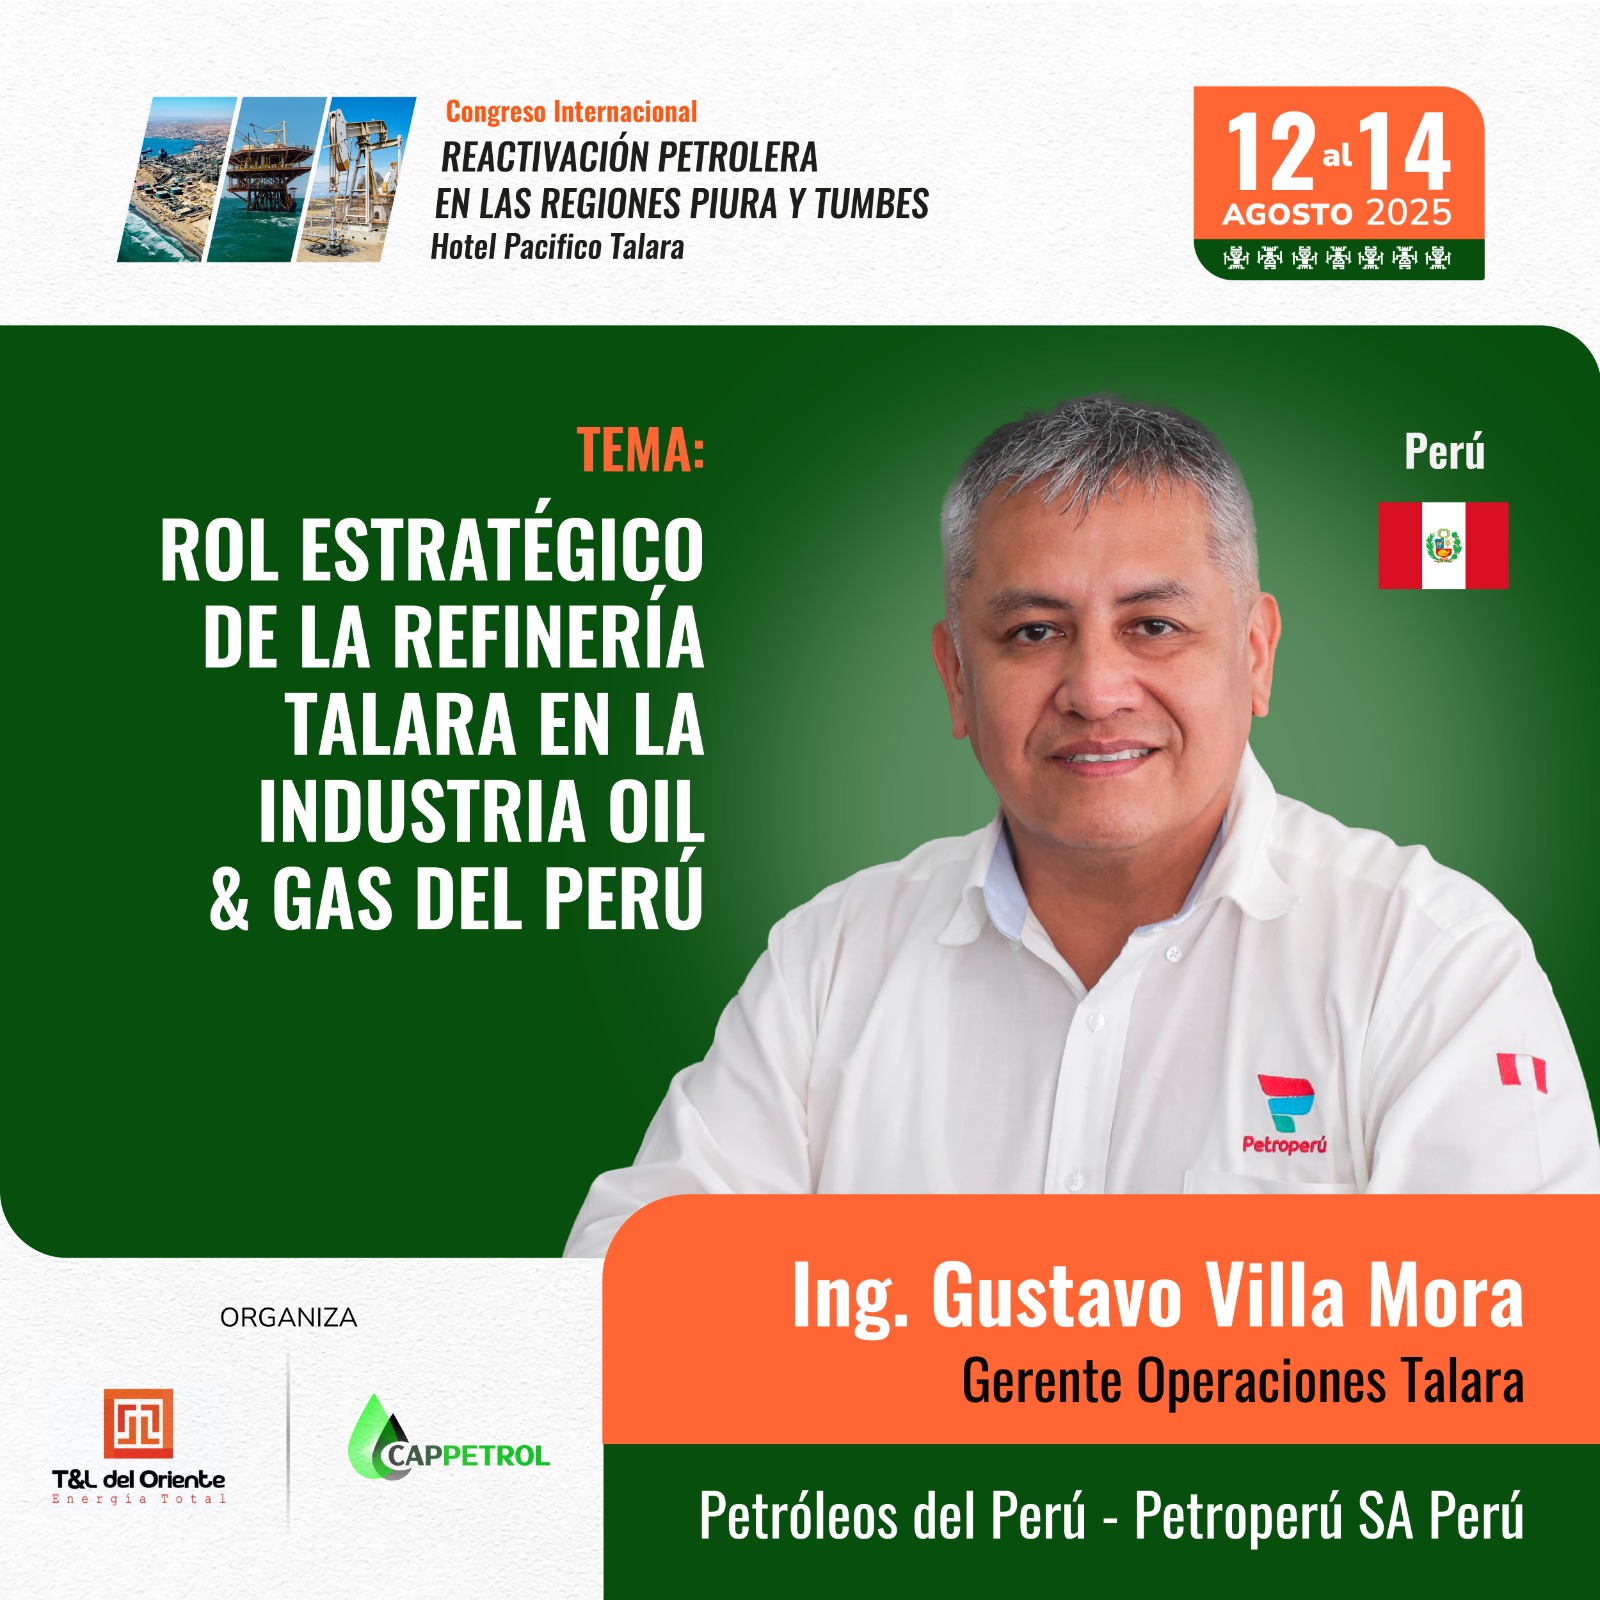 Congreso Internacional
REACTIVACIÓN PETROLERA
EN LAS REGIONES PIURA Y TUMBES
Hotel Pacifico Talara
12 al 14
AGOSTO 2025
TEMA:
ROL ESTRATÉGICO
DE LA REFINERÍA
TALARA EN LA
INDUSTRIA OIL
& GAS DEL PERÚ
Perú
Petroperú
Ing. Gustavo Villa Mora
Gerente Operaciones Talara
Petróleos del Perú - Petroperú SA Perú
ORGANIZA
T&L del Oriente
Energía Total
CAPPETROL